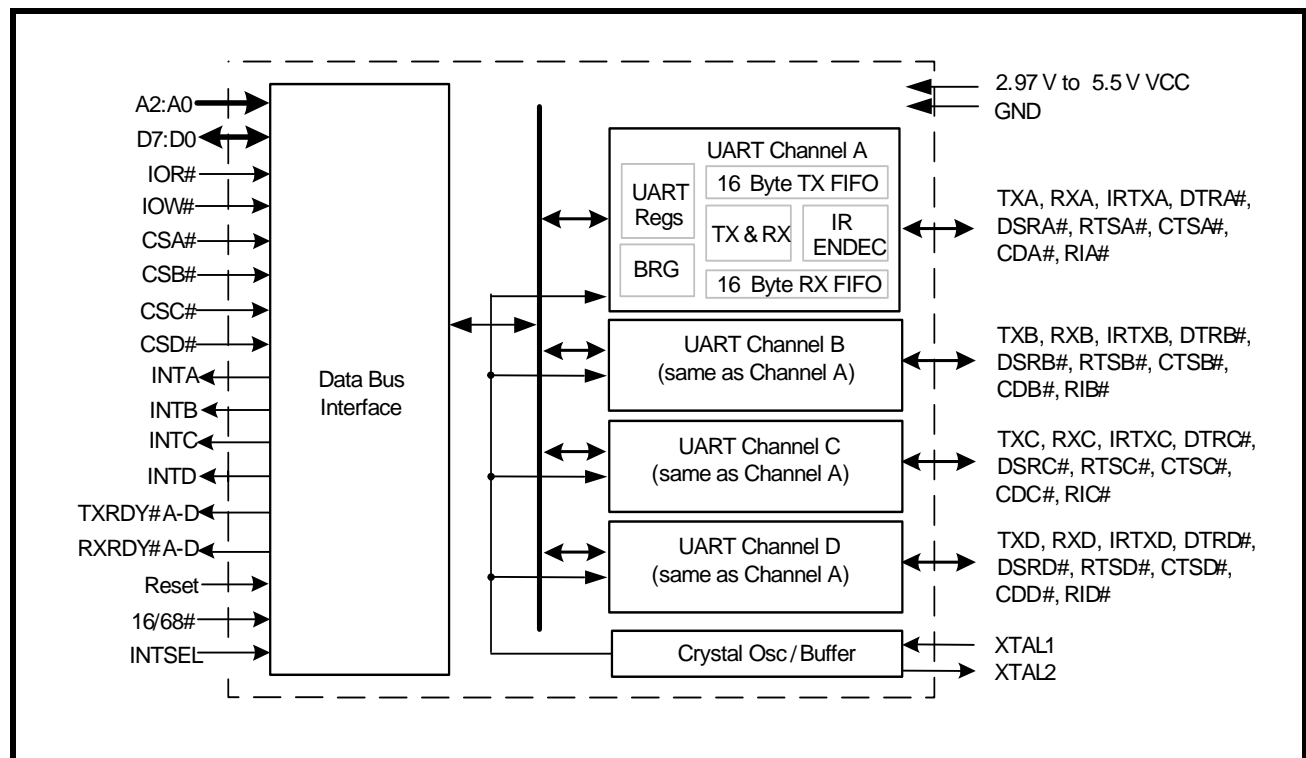 A2:A0
D7:D0
IOR#
IOW#
CSA#
CSB#
CSC#
CSD#
INTA
INTB
INTC
INTD
TXRDY# A-D
RXRDY# A-D
Reset
16/68#
INTSEL
Data Bus
Interface
2.97 V to 5.5 V VCC
GND
UART Channel A
UART
Regs
16 Byte TX FIFO
TX & RX
IR
ENDEC
BRG
16 Byte RX FIFO
TXA, RXA, IRTXA, DTRA#,
DSRA#, RTSA#, CTSA#,
CDA#, RIA#
UART Channel B
(same as Channel A)
TXB, RXB, IRTXB, DTRB#,
DSRB#, RTSB#, CTSB#,
CDB#, RIB#
UART Channel C
(same as Channel A)
TXC, RXC, IRTXC, DTRC#,
DSRC#, RTSC#, CTSC#,
CDC#, RIC#
UART Channel D
(same as Channel A)
TXD, RXD, IRTXD, DTRD#,
DSRD#, RTSD#, CTSD#,
CDD#, RID#
Crystal Osc / Buffer
XTAL1
XTAL2